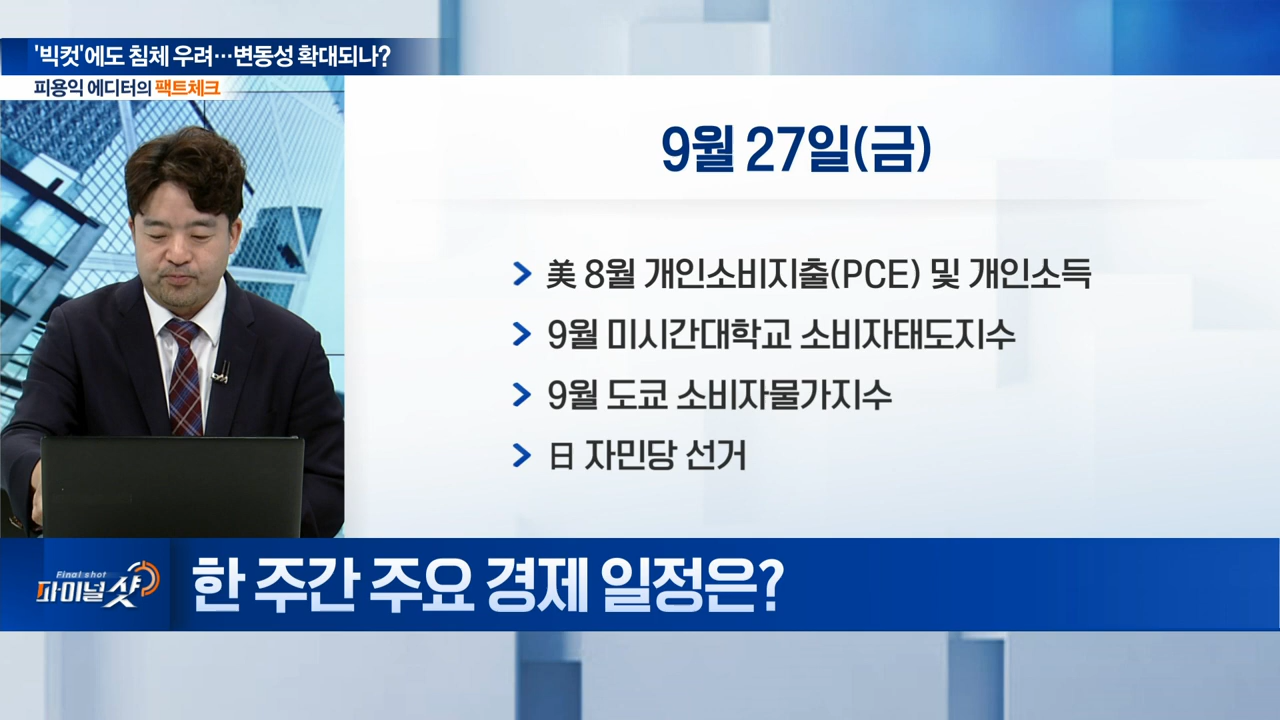 '빅컷'에도 침체 우려…변동성 확대되나?
피용익 에디터의 팩트체크
9월 27일(금)
美 8월 개인소비지출(PCE) 및 개인소득
9월 미시간대학교 소비자태도지수
9월 도쿄 소비자물가지수
日 자민당 선거
Final shot
파이널 샷
한 주간 주요 경제 일정은?